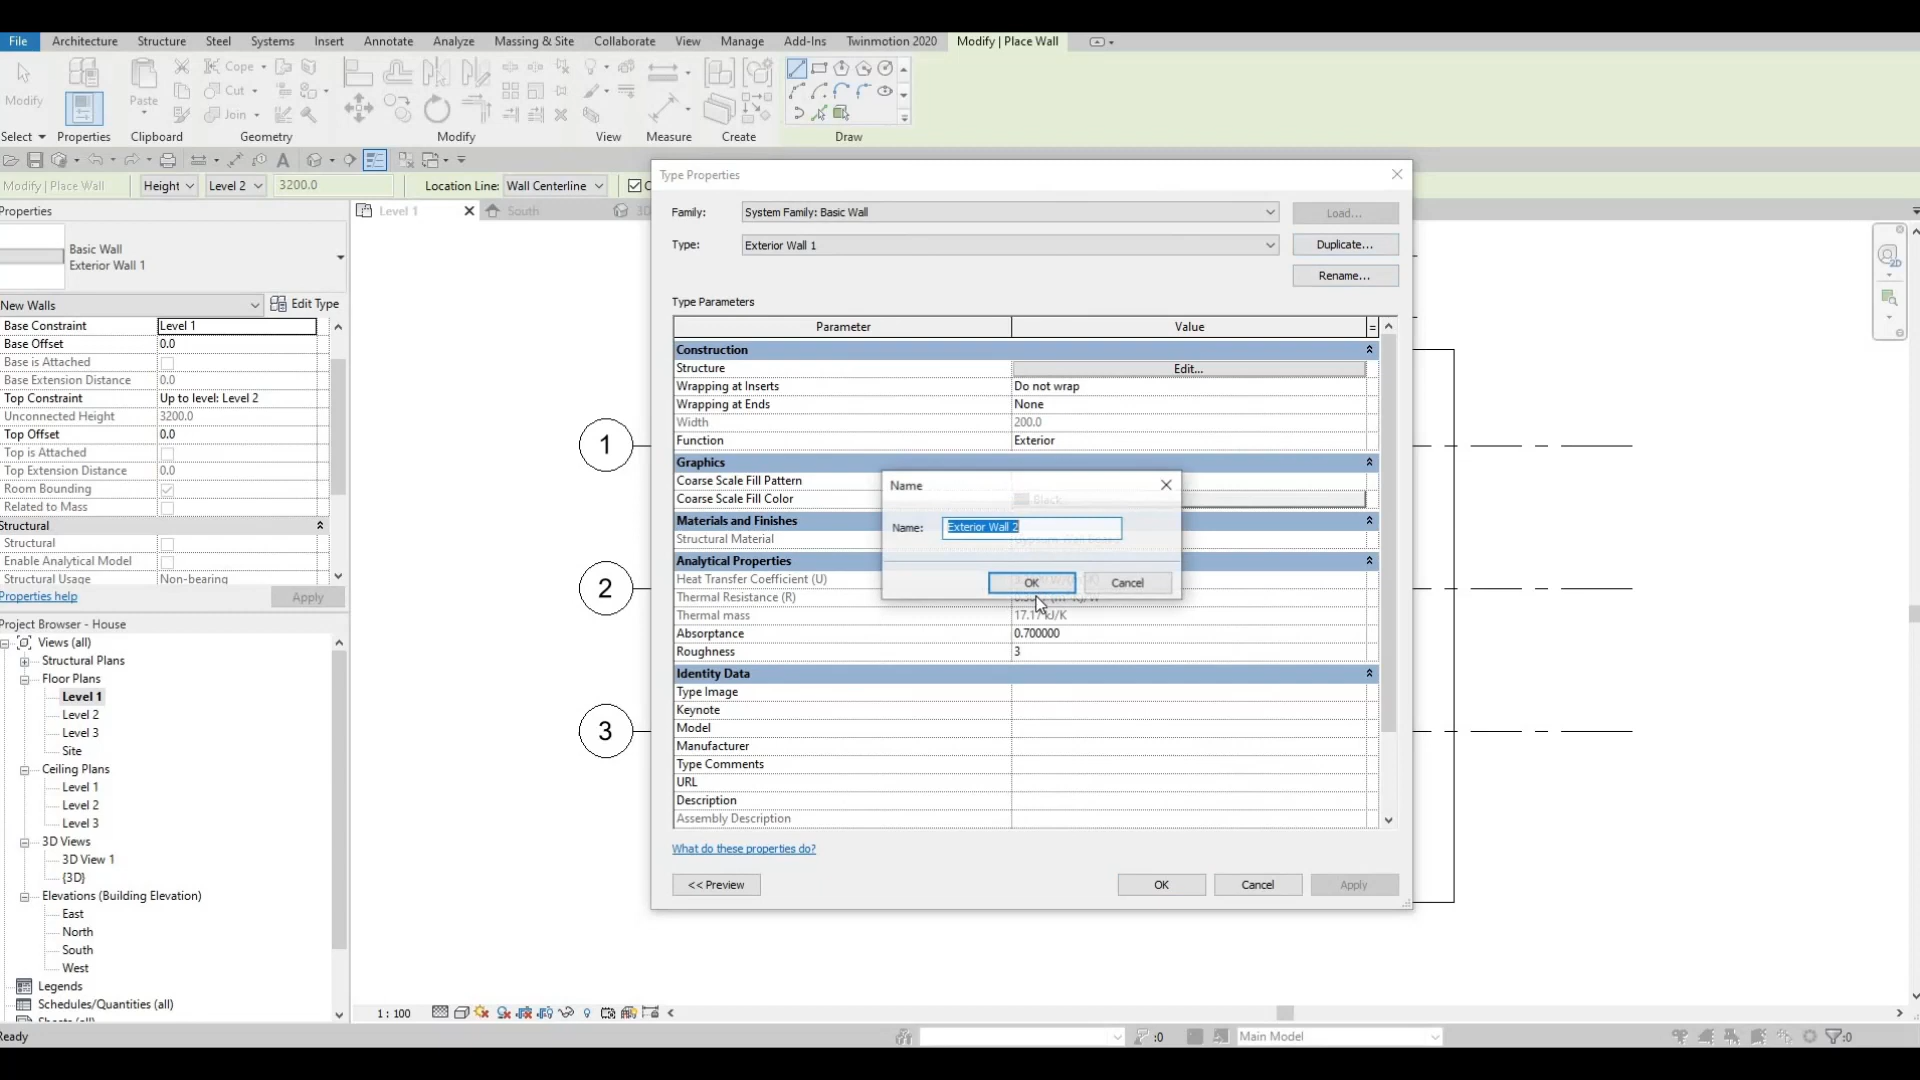 File Architecture Structure Steel Systems Insert Annotate Analyze Massing & Site Collaborate View Manage Add-Ins Twinmotion 2020 Modify | Place Wall
Modify Paste Cope Cut Join
Select Properties Clipboard Geometry Modify View Measure Create Draw
Modify | Place Wall Height Level 2 3200.0 Location Line: Wall Centerline
Level 1 South
Properties
Basic Wall
Exterior Wall 1
New Walls Edit Type
Base Constraint Level 1
Base Offset 0.0
Base is Attached
Base Extension Distance 0.0
Top Constraint Up to level: Level 2
Unconnected Height 3200.0
Top Offset 0.0
Top is Attached
Top Extension Distance 0.0
Room Bounding
Related to Mass
Structural
Structural
Enable Analytical Model
Structural Usage Non-bearing
Properties help Apply
Project Browser - House
Views (all)
Structural Plans
Floor Plans
Level 1
Level 2
Level 3
Site
Ceiling Plans
Level 1
Level 2
Level 3
3D Views
3D View 1
{3D}
Elevations (Building Elevation)
East
North
South
West
Legends
Schedules/Quantities (all)
1
2
3
Type Properties
Family: System Family: Basic Wall Load...
Type: Exterior Wall 1 Duplicate...
Rename...
Type Parameters
Parameter Value =
Construction
Structure Edit...
Wrapping at Inserts Do not wrap
Wrapping at Ends None
Width 200.0
Function Exterior
Graphics
Coarse Scale Fill Pattern
Coarse Scale Fill Color Black
Materials and Finishes
Structural Material
Analytical Properties
Heat Transfer Coefficient (U)
Thermal Resistance (R)
Thermal mass 17.17 kJ/K
Absorptance 0.700000
Roughness 3
Identity Data
Type Image
Keynote
Model
Manufacturer
Type Comments
URL
Description
Assembly Description
What do these properties do?
<< Preview OK Cancel Apply
Name
Name: Exterior Wall 2
OK Cancel
1 : 100
Ready :0 Main Model :0